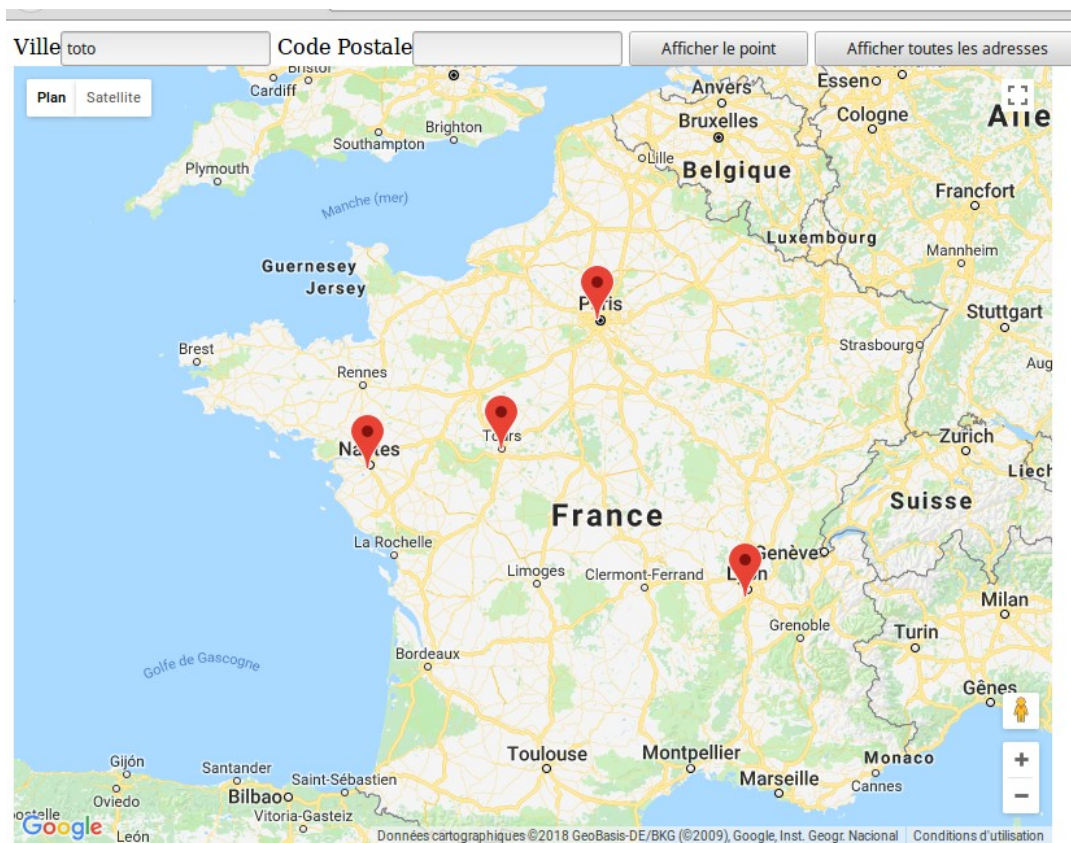 Ville toto Code Postale Afficher le point Afficher toutes les adresses
Bristol
Cardiff
Anvers
Essen
Plan Satellite
Bruxelles
Cologne
Brighton
Southampton
Lille
Belgique
Plymouth
Francfort
Manche (mer)
Luxembourg
Mannheim
Guernesey
Jersey
Paris
Stuttgart
Strasbourg
Brest
Rennes
Tours
Nantes
Zurich
Suisse
France
La Rochelle
Genève
Limoges
Clermont-Ferrand
Lyon
Milan
Grenoble
Turin
Bordeaux
Golfe de Gascogne
Gênes
Toulouse
Montpellier
Monaco
Gijón
Santander
Saint-Sébastien
Marseille
Cannes
Oviedo
Bilbao
Vitoria-Gasteiz
Google
León
Données cartographiques ©2018 GeoBasis-DE/BKG (©2009), Google, Inst. Geogr. Nacional Conditions d'utilisation